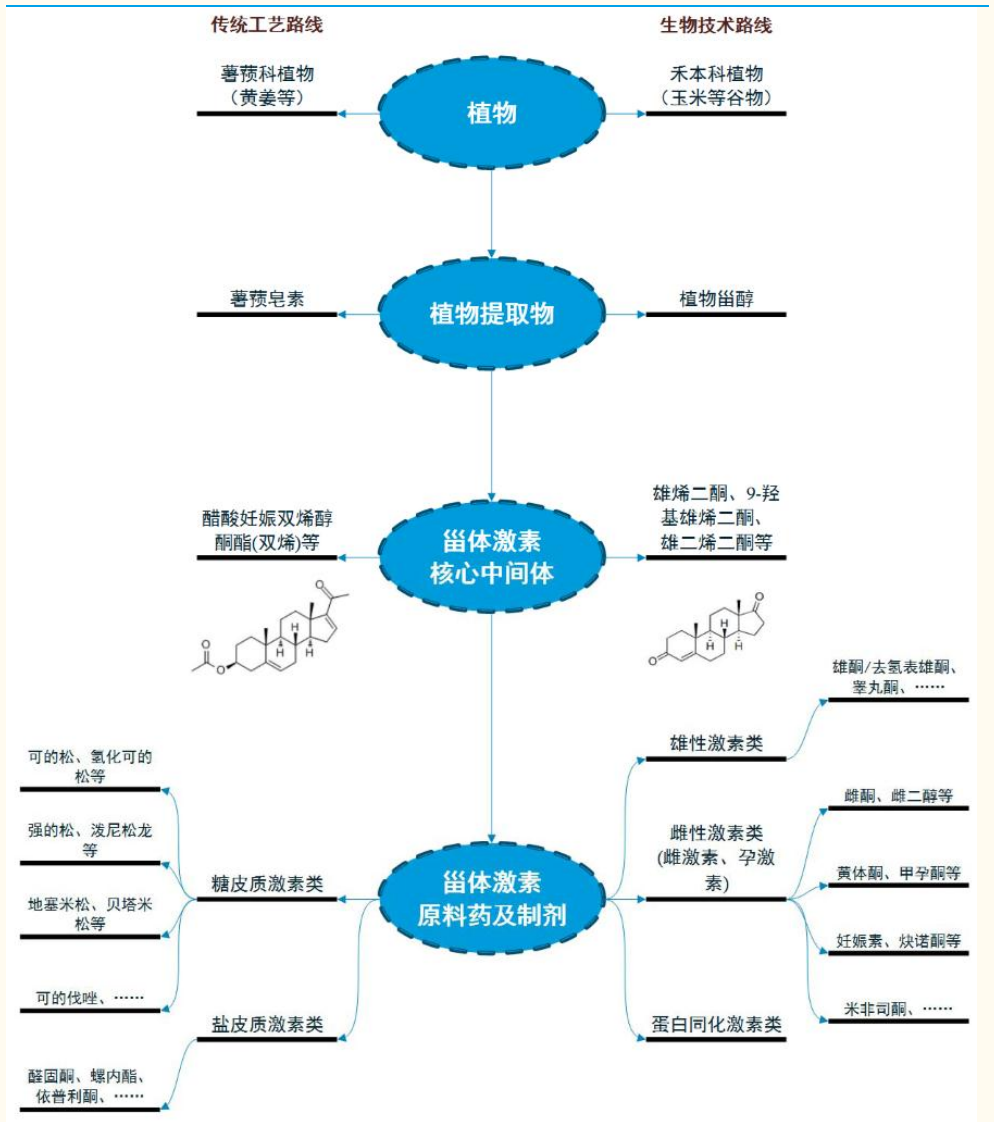 传统工艺路线
生物技术路线
薯蓣科植物
（黄姜等）
植物
禾本科植物
（玉米等谷物）
薯蓣皂素
植物提取物
植物甾醇
醋酸妊娠双烯醇
酮酯(双烯)等
甾体激素
核心中间体
雄烯二酮、9-羟
基雄烯二酮、
雄二烯二酮等
O
O
O
H
H
H
O
O
H
H
H
雄酮/去氢表雄酮、
睾丸酮、……
雄性激素类
可的松、氢化可的
松等
强的松、泼尼松龙
等
地塞米松、贝塔米
松等
可的伐唑、……
糖皮质激素类
盐皮质激素类
醛固酮、螺内酯、
依普利酮、……
甾体激素
原料药及制剂
雌性激素类
(雌激素、孕激
素)
雌酮、雌二醇等
黄体酮、甲孕酮等
妊娠素、炔诺酮等
米非司酮、……
蛋白同化激素类